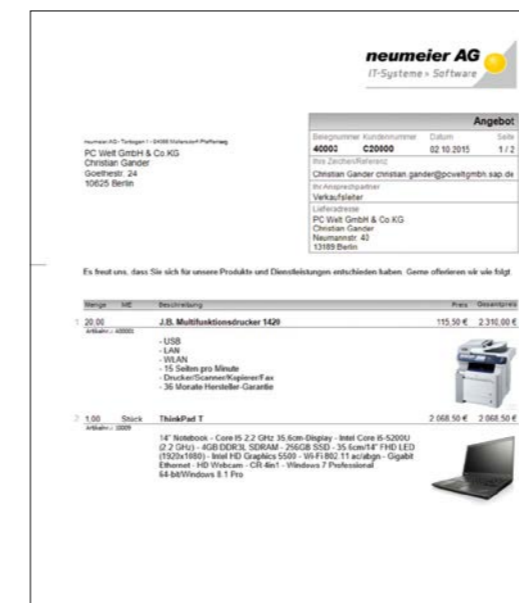 neumeier AG
IT-Systeme > Software
Angebot
Belegnummer Kundennummer Datum Seite
40003 C20000 02.10.2015 1 / 2
Ihre Zeichen/Referenz
Christian Gander christian.gander@pcweltgmbh.sap.de
Ihr Ansprechpartner
Verkaufsleiter
Lieferadresse
PC Welt GmbH & Co.KG
Christian Gander
Neumannstr. 43
13189 Berlin
PC Welt GmbH & Co.KG
Christian Gander
Goethestr. 24
10625 Berlin
Es freut uns, dass Sie sich für unsere Produkte und Dienstleistungen entschieden haben. Gerne offerieren wir wie folgt
Menge ME Beschreibung Preis Gesamtpreis
1 20,00 J.B. Multifunktionsdrucker 1420 115,50 € 2.310,00 €
- USB
- LAN
- WLAN
- 15 Seiten pro Minute
- Drucker/Scanner/Kopierer/Fax
- 36 Monate Hersteller-Garantie
2 1,00 Stück ThinkPad T 2.068,50 € 2.068,50 €
14" Notebook - Core i5 2.2 GHz 35.6cm-Display - Intel Core i5-5200U
(2.2 GHz) - 4GB DDR3L SDRAM - 256GB SSD - 35.6cm/14" FHD LED
(1920x1080) - Intel HD Graphics 5500 - Wi-Fi 802.11 ac/abgn - Gigabit
Ethernet - HD Webcam - CR 4in1 - Windows 7 Professional
64-bit/Windows 8.1 Pro